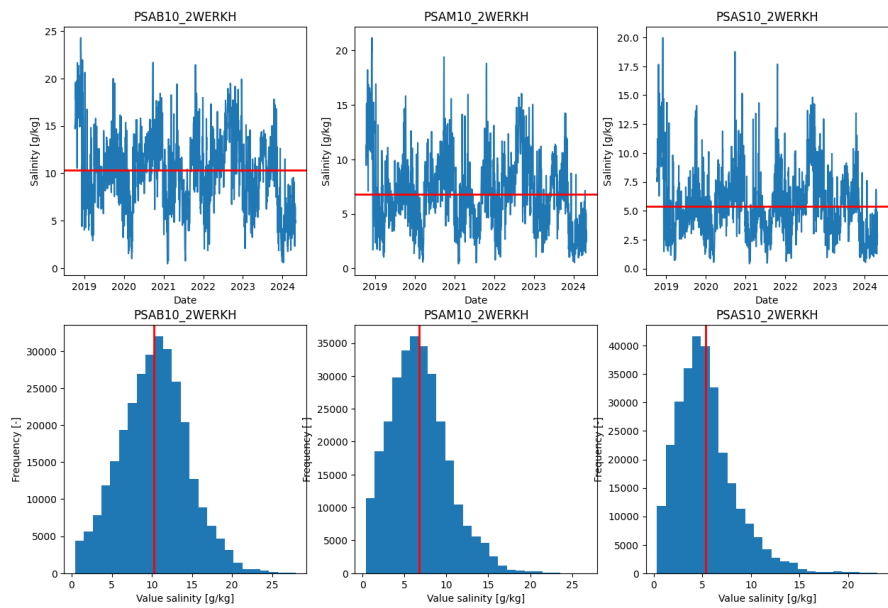 PSAB10_2WERKH
PSAM10_2WERKH
PSAS10_2WERKH
Salinity [g/kg]
25
20
15
10
5
0
2019 2020 2021 2022 2023 2024
Date
Salinity [g/kg]
20
15
10
5
0
2019 2020 2021 2022 2023 2024
Date
Salinity [g/kg]
20.0
17.5
15.0
12.5
10.0
7.5
5.0
2.5
0.0
2019 2020 2021 2022 2023 2024
Date
PSAB10_2WERKH
PSAM10_2WERKH
PSAS10_2WERKH
Frequency [-]
30000
25000
20000
15000
10000
5000
0
0 5 10 15 20 25
Value salinity [g/kg]
Frequency [-]
35000
30000
25000
20000
15000
10000
5000
0
0 5 10 15 20 25
Value salinity [g/kg]
Frequency [-]
40000
35000
30000
25000
20000
15000
10000
5000
0
0 5 10 15 20
Value salinity [g/kg]